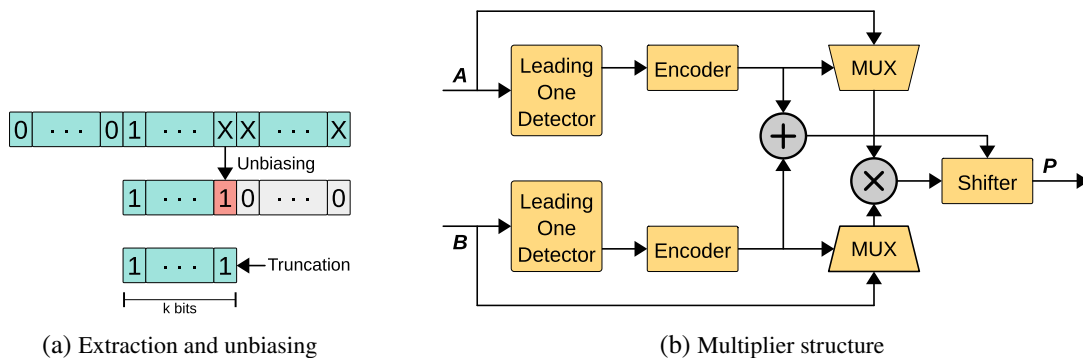 0 · · · 0 1 · · · X X · · · X
Unbiasing
1 · · · 1 0 · · · 0
1 · · · 1
Truncation
k bits
(a) Extraction and unbiasing
A
Leading
One
Detector
Encoder
MUX
+
×
Shifter
P
B
Leading
One
Detector
Encoder
MUX
(b) Multiplier structure